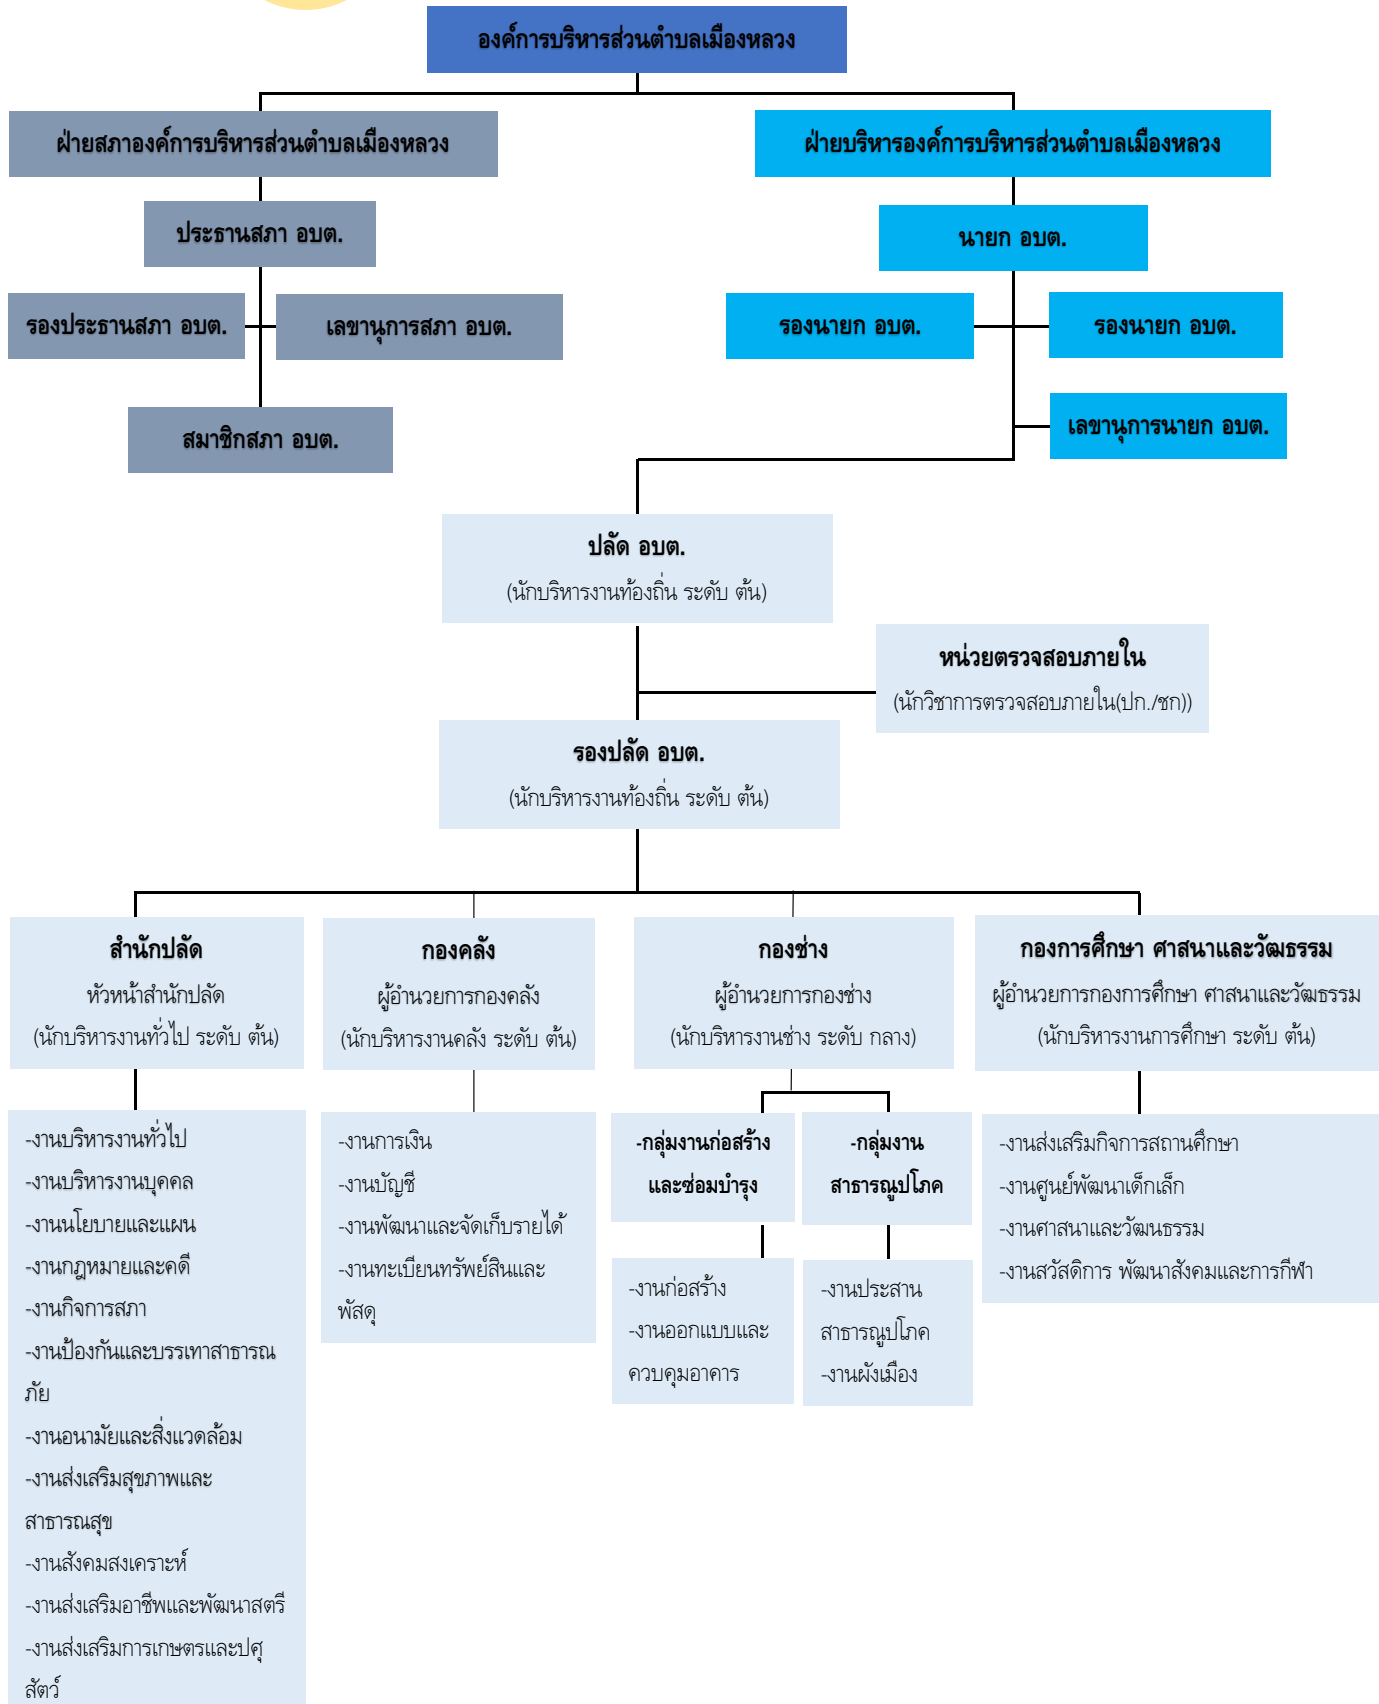 องค์การบริหารส่วนตำบลเมืองหลวง
ฝ่ายสภาองค์การบริหารส่วนตำบลเมืองหลวง
ฝ่ายบริหารองค์การบริหารส่วนตำบลเมืองหลวง
ประธานสภา อบต.
นายก อบต.
รองประธานสภา อบต.
เลขานุการสภา อบต.
รองนายก อบต.
รองนายก อบต.
เลขานุการนายก อบต.
สมาชิกสภา อบต.
ปลัด อบต.
(นักบริหารงานท้องถิ่น ระดับ ต้น)
หน่วยตรวจสอบภายใน
(นักวิชาการตรวจสอบภายใน(ปก./ชก))
รองปลัด อบต.
(นักบริหารงานท้องถิ่น ระดับ ต้น)
สำนักปลัด
หัวหน้าสำนักปลัด
(นักบริหารงานทั่วไป ระดับ ต้น)
กองคลัง
ผู้อำนวยการกองคลัง
(นักบริหารงานคลัง ระดับ ต้น)
กองช่าง
ผู้อำนวยการกองช่าง
(นักบริหารงานช่าง ระดับ กลาง)
กองการศึกษา ศาสนาและวัฒธรรม
ผู้อำนวยการกองการศึกษา ศาสนาและวัฒธรรม
(นักบริหารงานการศึกษา ระดับ ต้น)
-งานบริหารงานทั่วไป
-งานบริหารงานบุคคล
-งานนโยบายและแผน
-งานกฎหมายและคดี
-งานกิจการสภา
-งานป้องกันและบรรเทาสาธารณ
ภัย
-งานอนามัยและสิ่งแวดล้อม
-งานส่งเสริมสุขภาพและ
สาธารณสุข
-งานสังคมสงเคราะห์
-งานส่งเสริมอาชีพและพัฒนาสตรี
-งานส่งเสริมการเกษตรและปศุ
สัตว์
-งานการเงิน
-งานบัญชี
-งานพัฒนาและจัดเก็บรายได้
-งานทะเบียนทรัพย์สินและ
พัสดุ
-กลุ่มงานก่อสร้าง
และซ่อมบำรุง
-กลุ่มงาน
สาธารณูปโภค
-งานก่อสร้าง
-งานออกแบบและ
ควบคุมอาคาร
-งานประสาน
สาธารณูปโภค
-งานผังเมือง
-งานส่งเสริมกิจการสถานศึกษา
-งานศูนย์พัฒนาเด็กเล็ก
-งานศาสนาและวัฒนธรรม
-งานสวัสดิการ พัฒนาสังคมและการกีฬา